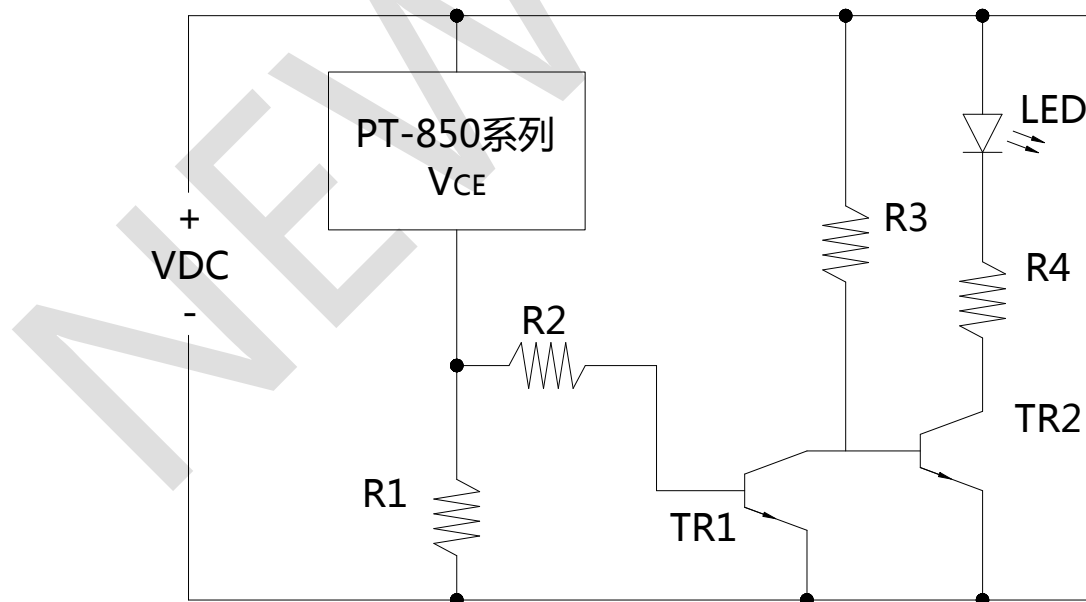 PT-850系列
VCE
LED
+
VDC
-
R3
R4
R2
R1
TR1
TR2
NEW